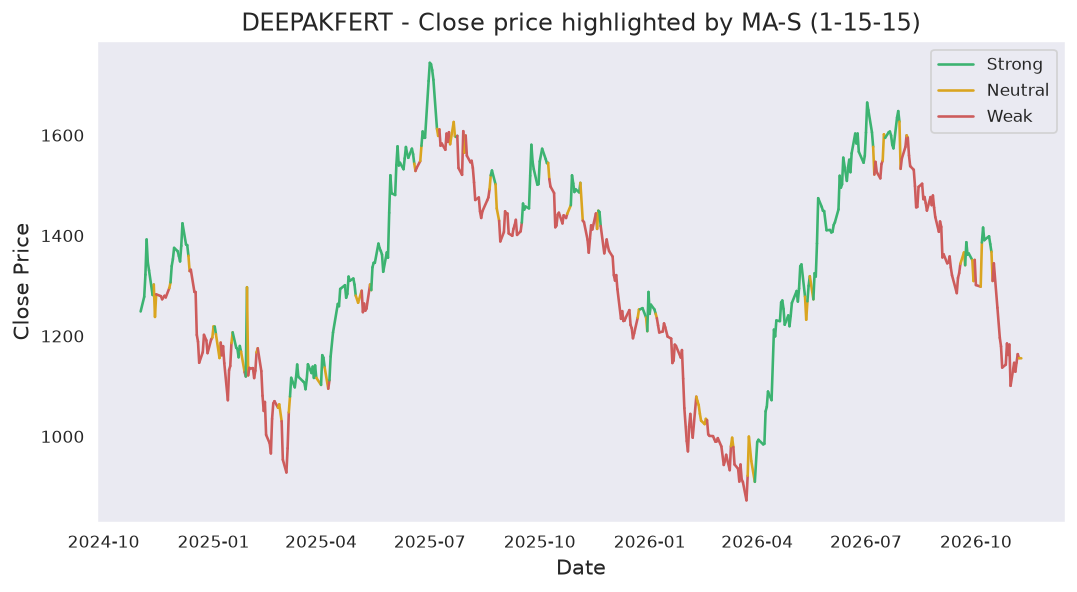 DEEPAKFERT - Close price highlighted by MA-S (1-15-15)
Strong
Neutral
Weak
1600
1400
1200
1000
Close Price
2024-10 2025-01 2025-04 2025-07 2025-10 2026-01 2026-04 2026-07 2026-10
Date